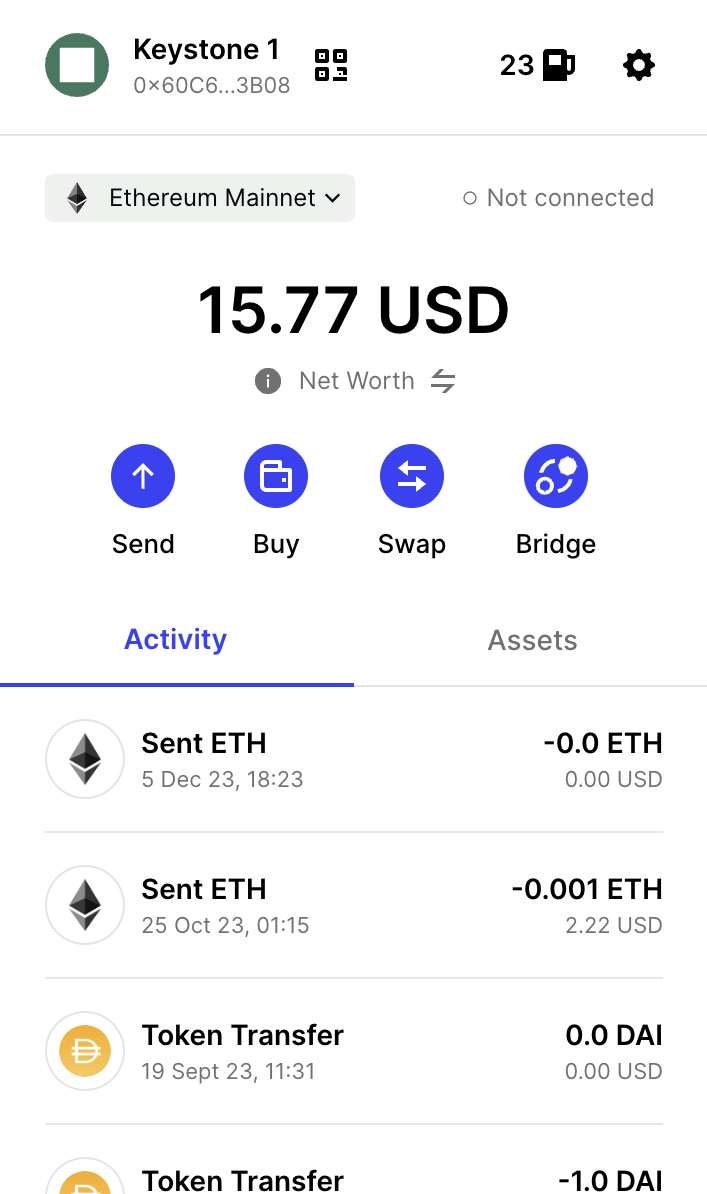 Keystone 1
0×60C6...3B08
23
Ethereum Mainnet
Not connected
15.77 USD
Net Worth
Send Buy Swap Bridge
Activity Assets
Sent ETH -0.0 ETH
5 Dec 23, 18:23 0.00 USD
Sent ETH -0.001 ETH
25 Oct 23, 01:15 2.22 USD
Token Transfer 0.0 DAI
19 Sept 23, 11:31 0.00 USD
Token Transfer -1.0 DAI